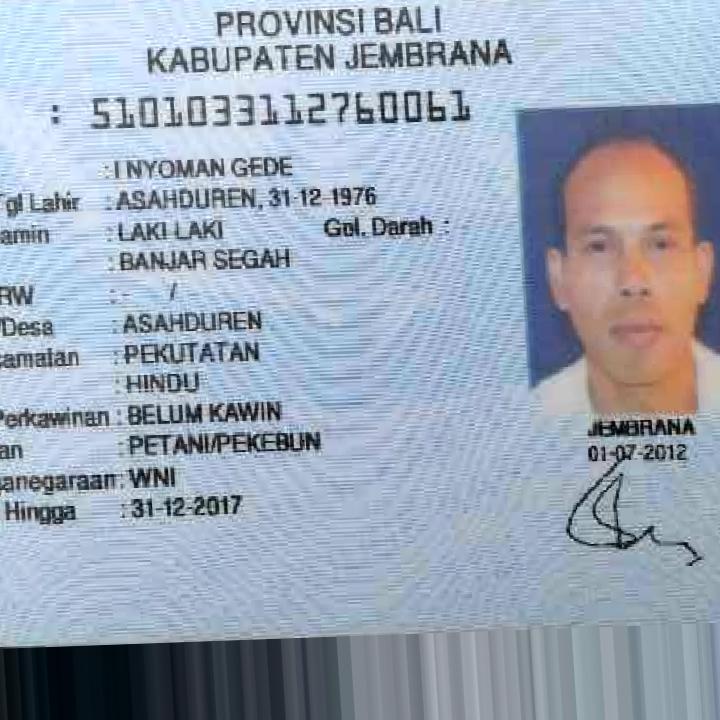 PROVINSI BALI
KABUPATEN JEMBRANA
: 5101033112760061
: I NYOMAN GEDE
Tgl Lahir : ASAHDUREN, 31-12-1976
amin : LAKI LAKI Gol. Darah :
: BANJAR SEGAH
RW : - /
/Desa : ASAHDUREN
camatan : PEKUTATAN
: HINDU
Perkawinan : BELUM KAWIN
an : PETANI/PEKEBUN
ganegaraan: WNI
Hingga : 31-12-2017
JEMBRANA
01-07-2012